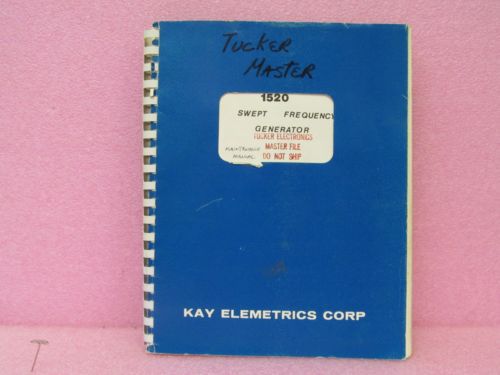 TUCKER
MASTER
1520
SWEPT FREQUENCY
GENERATOR
TUCKER ELECTRONICS
MASTER FILE
MAINTENANCE
MANUAL
DO NOT SHIP
KAY ELEMETRICS CORP